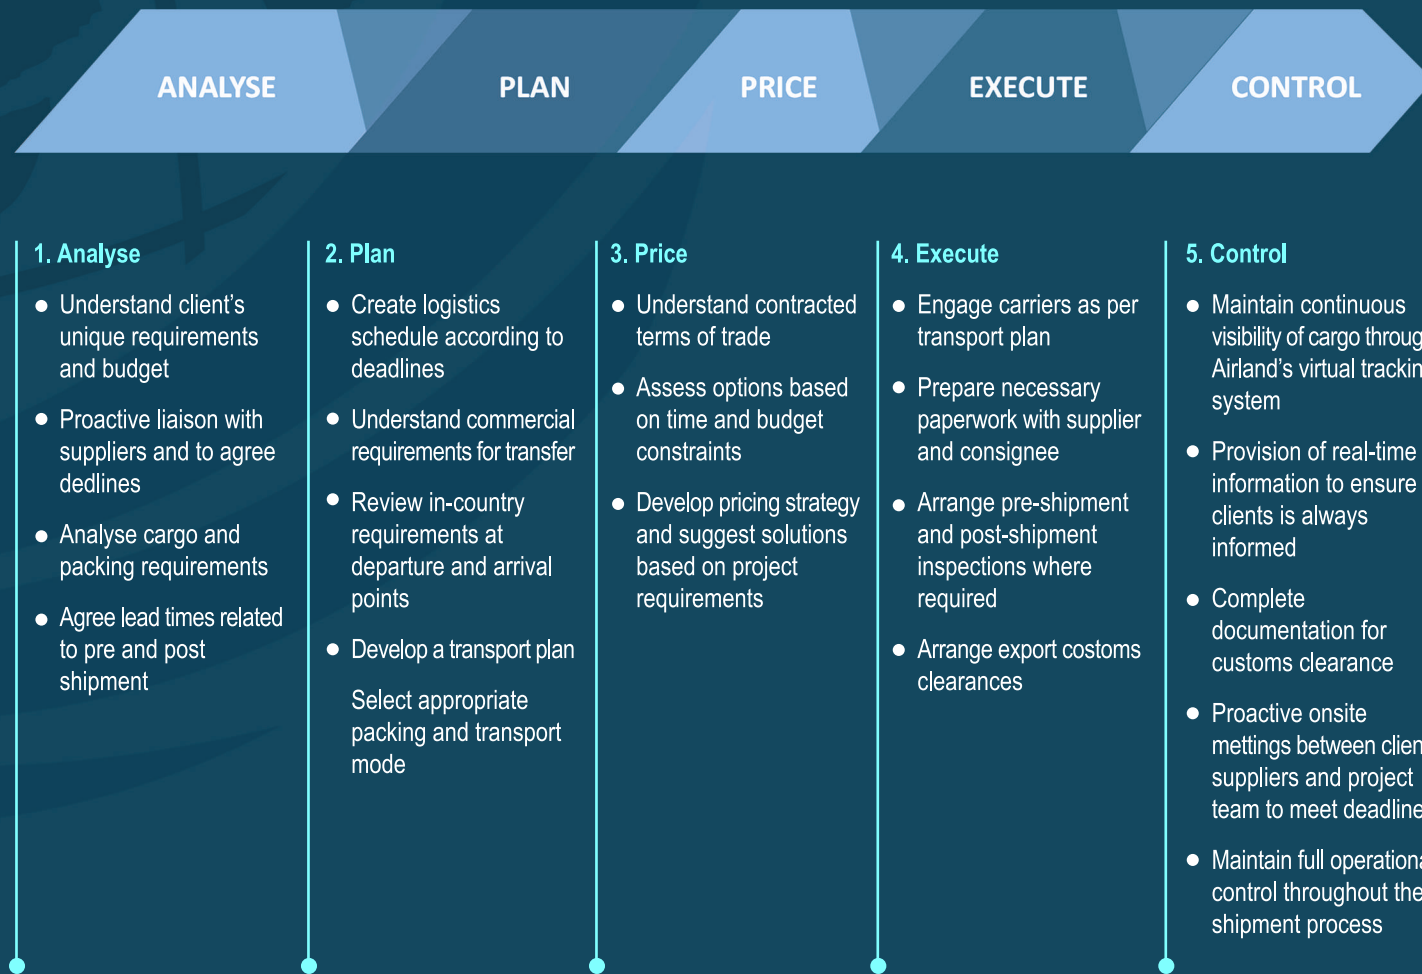 ANALYSE
PLAN
PRICE
EXECUTE
CONTROL
1. Analyse
● Understand client’s
unique requirements
and budget
● Proactive liaison with
suppliers and to agree
dedlines
● Analyse cargo and
packing requirements
● Agree lead times related
to pre and post
shipment
2. Plan
● Create logistics
schedule according to
deadlines
● Understand commercial
requirements for transfer
● Review in-country
requirements at
departure and arrival
points
● Develop a transport plan
Select appropriate
packing and transport
mode
3. Price
● Understand contracted
terms of trade
● Assess options based
on time and budget
constraints
● Develop pricing strategy
and suggest solutions
based on project
requirements
4. Execute
● Engage carriers as per
transport plan
● Prepare necessary
paperwork with supplier
and consignee
● Arrange pre-shipment
and post-shipment
inspections where
required
● Arrange export costoms
clearances
5. Control
● Maintain continuous
visibility of cargo throug
Airland’s virtual trackin
system
● Provision of real-time
information to ensure
clients is always
informed
● Complete
documentation for
customs clearance
● Proactive onsite
mettings between clien
suppliers and project
team to meet deadline
● Maintain full operationa
control throughout the
shipment process